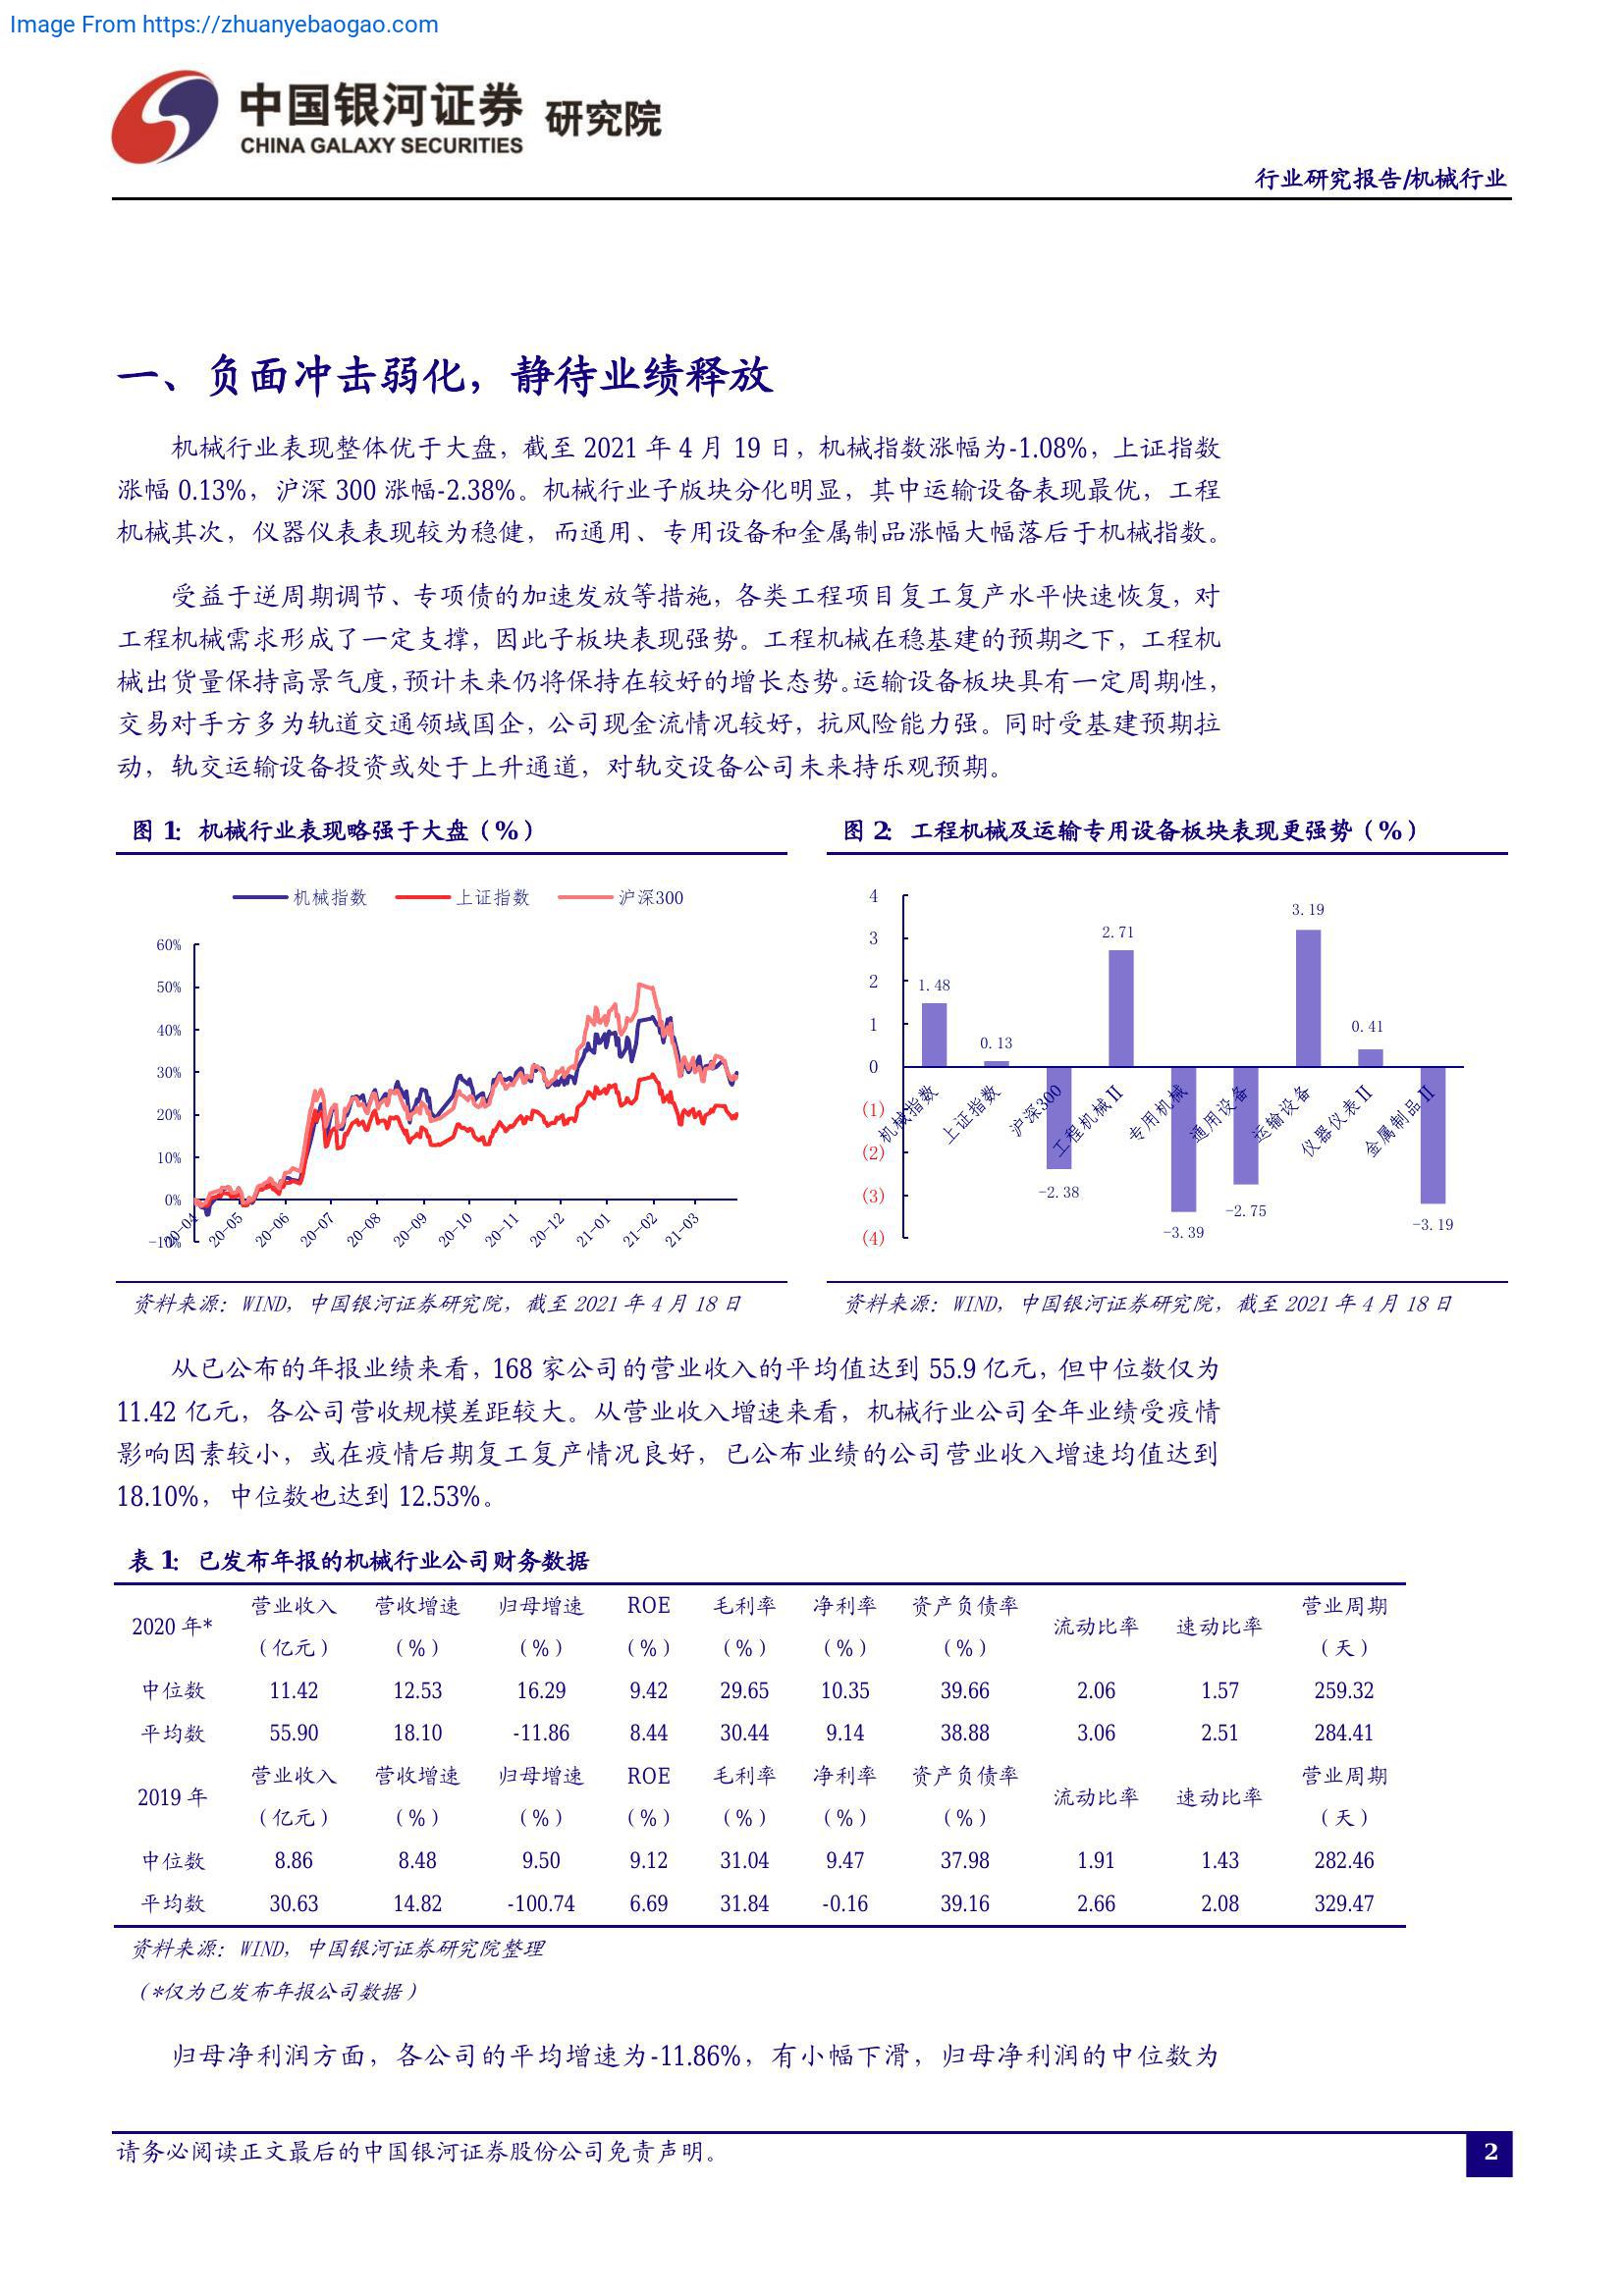 Image From https://zhuanyebaogao.com
中国银河证券 研究院
CHINA GALAXY SECURITIES
行业研究报告/机械行业
一、负面冲击弱化，静待业绩释放
机械行业表现整体优于大盘，截至 2021 年 4 月 19 日，机械指数涨幅为-1.08%，上证指数
涨幅 0.13%，沪深 300 涨幅-2.38%。机械行业子版块分化明显，其中运输设备表现最优，工程
机械其次，仪器仪表表现较为稳健，而通用、专用设备和金属制品涨幅大幅落后于机械指数。
受益于逆周期调节、专项债的加速发放等措施，各类工程项目复工复产水平快速恢复，对
工程机械需求形成了一定支撑，因此子板块表现强势。工程机械在稳基建的预期之下，工程机
械出货量保持高景气度，预计未来仍将保持在较好的增长态势。运输设备板块具有一定周期性，
交易对手方多为轨道交通领域国企，公司现金流情况较好，抗风险能力强。同时受基建预期拉
动，轨交运输设备投资或处于上升通道，对轨交设备公司未来持乐观预期。
图 1：机械行业表现略强于大盘（%）
机械指数 上证指数 沪深300
60%
50%
40%
30%
20%
10%
0%
-10%
20-04 20-05 20-06 20-07 20-08 20-09 20-10 20-11 20-12 21-01 21-02 21-03
资料来源：WIND，中国银河证券研究院，截至 2021 年 4 月 18 日
图 2：工程机械及运输专用设备板块表现更强势（%）
4
3
2
1
0
(1)
(2)
(3)
(4)
1.48 0.13 -2.38 2.71 -3.39 -2.75 3.19 0.41 -3.19
机械指数 上证指数 沪深300 工程机械Ⅱ 专用机械 通用设备 运输设备 仪器仪表Ⅱ 金属制品Ⅱ
资料来源：WIND，中国银河证券研究院，截至 2021 年 4 月 18 日
从已公布的年报业绩来看，168 家公司的营业收入的平均值达到 55.9 亿元，但中位数仅为
11.42 亿元，各公司营收规模差距较大。从营业收入增速来看，机械行业公司全年业绩受疫情
影响因素较小，或在疫情后期复工复产情况良好，已公布业绩的公司营业收入增速均值达到
18.10%，中位数也达到 12.53%。
表 1：已发布年报的机械行业公司财务数据
2020 年* 营业收入（亿元） 营收增速（%） 归母增速（%） ROE（%） 毛利率（%） 净利率（%） 资产负债率（%） 流动比率 速动比率 营业周期（天）
中位数 11.42 12.53 16.29 9.42 29.65 10.35 39.66 2.06 1.57 259.32
平均数 55.90 18.10 -11.86 8.44 30.44 9.14 38.88 3.06 2.51 284.41
2019 年 营业收入（亿元） 营收增速（%） 归母增速（%） ROE（%） 毛利率（%） 净利率（%） 资产负债率（%） 流动比率 速动比率 营业周期（天）
中位数 8.86 8.48 9.50 9.12 31.04 9.47 37.98 1.91 1.43 282.46
平均数 30.63 14.82 -100.74 6.69 31.84 -0.16 39.16 2.66 2.08 329.47
资料来源：WIND，中国银河证券研究院整理
（*仅为已发布年报公司数据）
归母净利润方面，各公司的平均增速为-11.86%，有小幅下滑，归母净利润的中位数为
请务必阅读正文最后的中国银河证券股份公司免责声明。
2